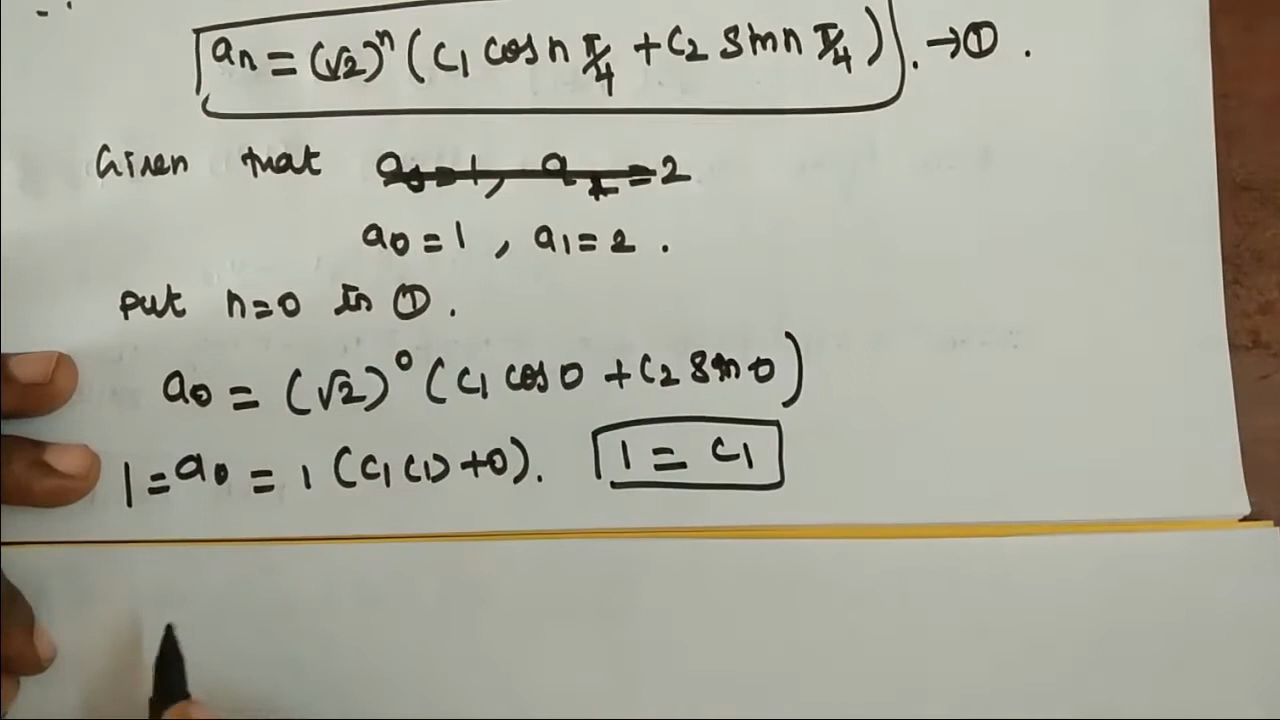 an = (√2)ⁿ (C1 cos n π/4 + C2 sin n π/4). → ①.
Given that a0=1, a1=2
a0 = 1, a1 = 2.
put n=0 in ①.
a0 = (√2)⁰ (C1 cos 0 + C2 sin 0)
1 = a0 = 1 (C1 (1) + 0). 1 = C1